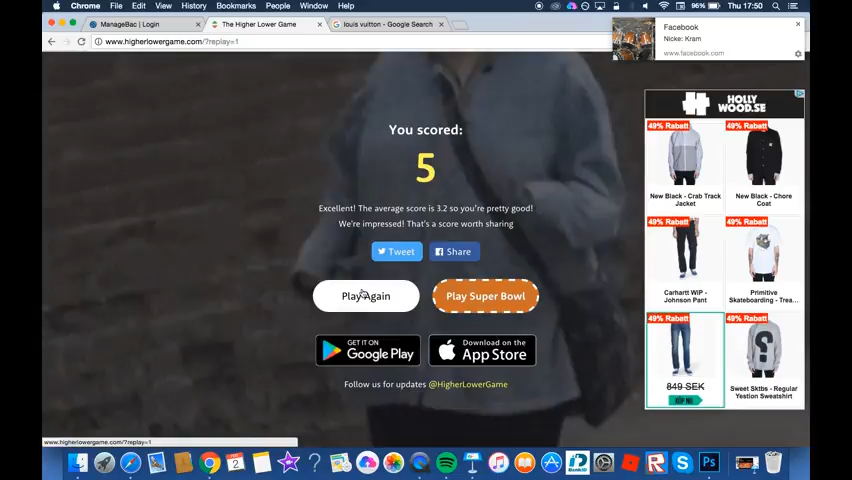 Chrome File Edit View History Bookmarks People Window Help
96% Thu 17:50
ManageBac | Login
The Higher Lower Game
louis vuitton - Google Search
www.higherlowergame.com/?replay=1
Facebook
Nicke: Kram
www.facebook.com
HOLLY
WOOD.SE
You scored:
5
Excellent! The average score is 3.2 so you're pretty good!
We're impressed! That's a score worth sharing
Tweet Share
Play Again Play Super Bowl
GET IT ON
Google Play
Download on the
App Store
Follow us for updates @HigherLowerGame
49% Rabatt 49% Rabatt
New Black - Crab Track
Jacket
New Black - Chore
Coat
49% Rabatt 49% Rabatt
Carhartt WIP -
Johnson Pant
Primitive
Skateboarding - Trea...
49% Rabatt 49% Rabatt
849 SEK
KÖP NU
Sweet Sktbs - Regular
Yestion Sweatshirt
www.higherlowergame.com/?replay=1